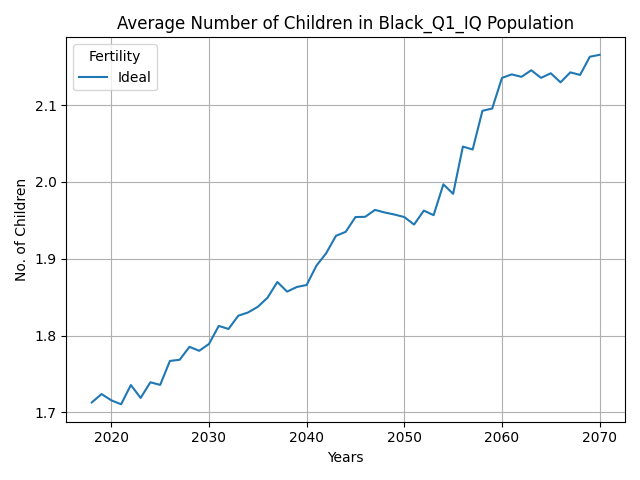 Average Number of Children in Black_Q1_IQ Population
Fertility
Ideal
No. of Children
2.1
2.0
1.9
1.8
1.7
2020 2030 2040 2050 2060 2070
Years